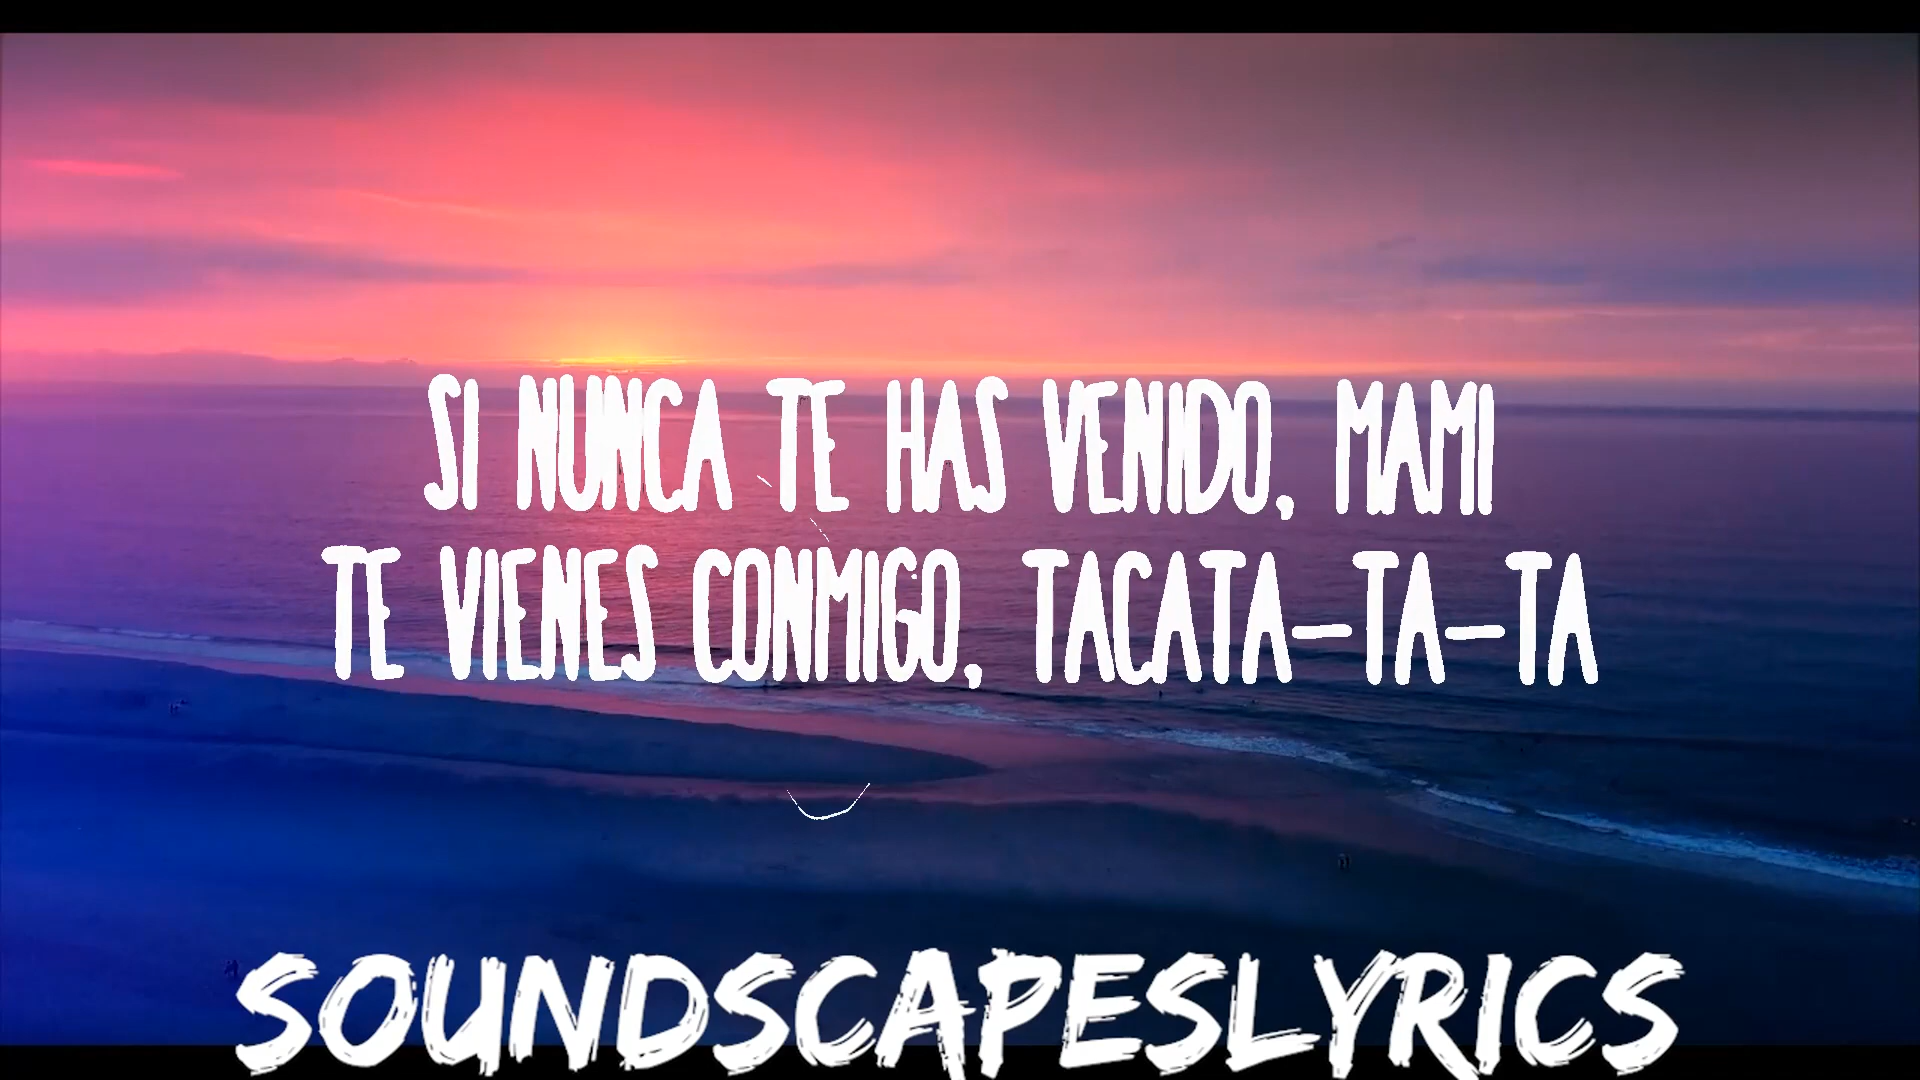 SI NUNCA TE HAS VENIDO, MAMI
TE VIENES CONMIGO, TACATA-TA-TA
SOUNDSCAPESLYRICS